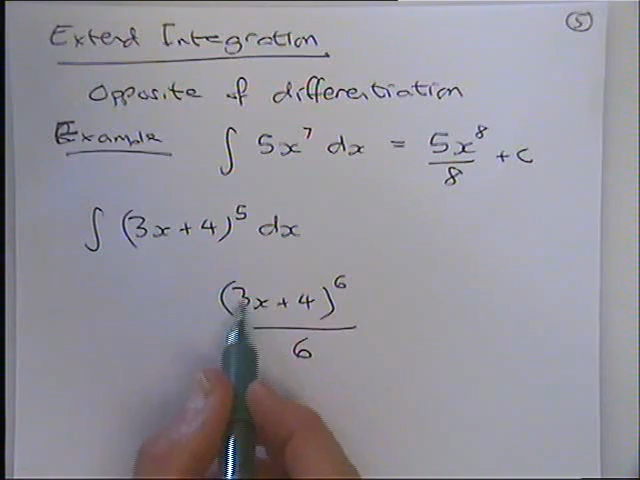 Extend Integration
5
Opposite of differentiation
Example ∫ 5x⁷ dx = 5x⁸/8 + c
∫ (3x + 4)⁵ dx
(3x + 4)⁶
6